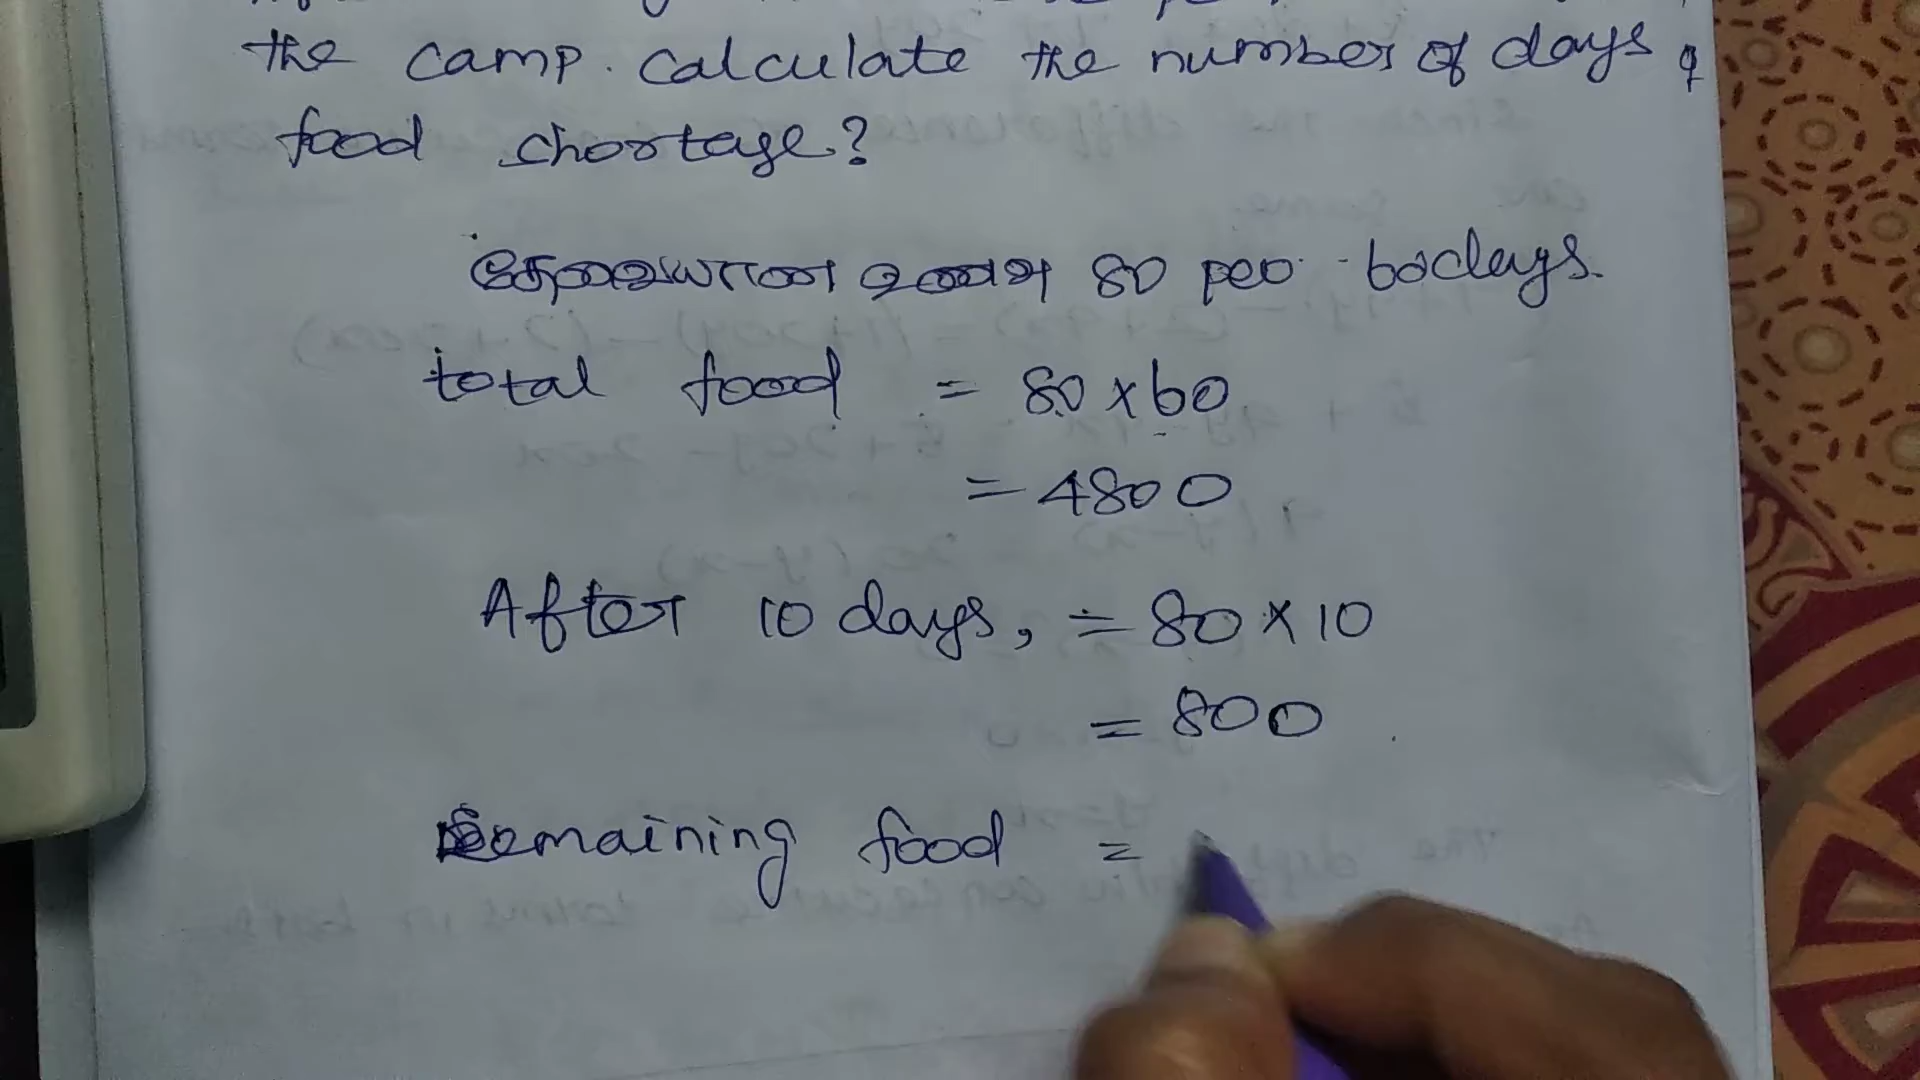 the camp. calculate the number of days of
food shortage?
தேவையான உணவு 80 per 60 days.
total food = 80 x 60
= 4800
After 10 days, = 80 x 10
= 800
Remaining food =